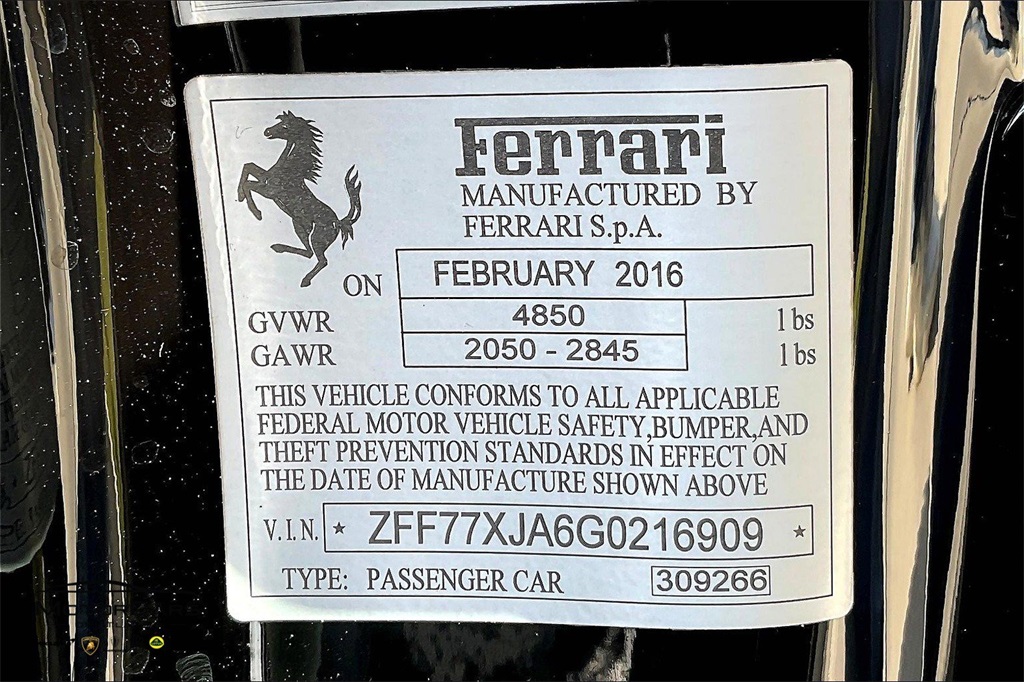 Ferrari
MANUFACTURED BY
FERRARI S.p.A.
ON FEBRUARY 2016
GVWR 4850 lbs
GAWR 2050 - 2845 lbs
THIS VEHICLE CONFORMS TO ALL APPLICABLE
FEDERAL MOTOR VEHICLE SAFETY,BUMPER,AND
THEFT PREVENTION STANDARDS IN EFFECT ON
THE DATE OF MANUFACTURE SHOWN ABOVE
V.I.N. * ZFF77XJA6G0216909 *
TYPE: PASSENGER CAR 309266